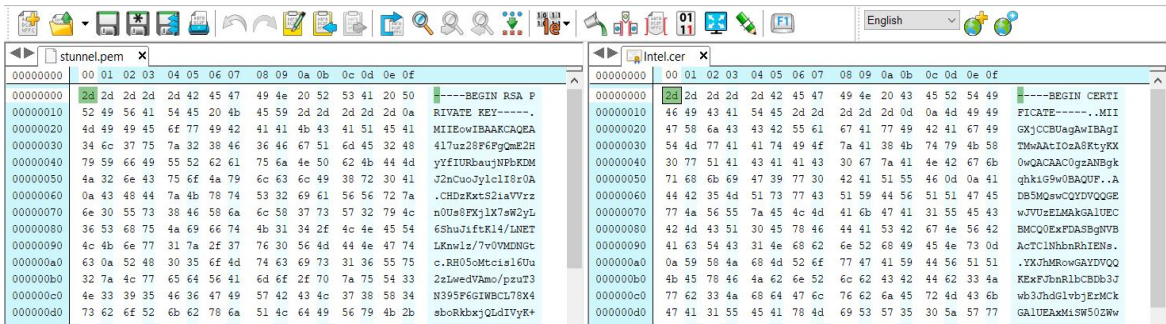 English
stunnel.pem
00000000 00 01 02 03 04 05 06 07 08 09 0a 0b 0c 0d 0e 0f
00000000 2d 2d 2d 2d 2d 42 45 47 49 4e 20 52 53 41 20 50 -----BEGIN RSA P
00000010 52 49 56 41 54 45 20 4b 45 59 2d 2d 2d 2d 2d 0a RIVATE KEY-----.
00000020 4d 49 49 45 6f 77 49 42 41 41 4b 43 41 51 45 41 MIIEowIBAAKCAQEA
00000030 34 6c 37 75 7a 32 38 46 36 46 67 51 6d 45 32 48 4l7uz28F6FgQmE2H
00000040 79 59 66 49 55 52 62 61 75 6a 4e 50 62 4b 44 4d yYfIURbaujNPbKDM
00000050 4a 32 6e 43 75 6f 4a 79 6c 63 6c 49 38 72 30 41 J2nCuoJylclI8r0A
00000060 0a 43 48 44 7a 4b 78 74 53 32 69 61 56 56 72 7a .CHDzKxtS2iaVVrz
00000070 6e 30 55 73 38 46 58 6a 6c 58 37 73 57 32 79 4c n0Us8FXjlX7sW2yL
00000080 36 53 68 75 4a 69 66 74 4b 31 34 2f 4c 4e 45 54 6ShuJiftK14/LNET
00000090 4c 4b 6e 77 31 7a 2f 37 76 30 56 4d 44 4e 47 74 LKnw1z/7v0VMDNGt
000000a0 63 0a 52 48 30 35 6f 4d 74 63 69 73 31 36 55 75 c.RH05oMtcis16Uu
000000b0 32 7a 4c 77 65 64 56 41 6d 6f 2f 70 7a 75 54 33 2zLwedVAmo/pzuT3
000000c0 4e 33 39 35 46 36 47 49 57 42 43 4c 37 38 58 34 N395F6GIWBCL78X4
000000d0 73 62 6f 52 6b 62 78 6a 51 4c 64 49 56 79 4b 2b sboRkbxjQLdIVyK+
Intel.cer
00000000 00 01 02 03 04 05 06 07 08 09 0a 0b 0c 0d 0e 0f
00000000 2d 2d 2d 2d 2d 42 45 47 49 4e 20 43 45 52 54 49 -----BEGIN CERTI
00000010 46 49 43 41 54 45 2d 2d 2d 2d 2d 0d 0a 4d 49 49 FICATE-----..MII
00000020 47 58 6a 43 43 42 55 61 67 41 77 49 42 41 67 49 GXjCCBUagAwIBAgI
00000030 54 4d 77 41 41 74 49 4f 7a 41 38 4b 74 79 4b 58 TMwAAtIOzA8KtyKX
00000040 30 77 51 41 43 41 41 43 30 67 7a 41 4e 42 67 6b 0wQACAAC0gzANBgk
00000050 71 68 6b 69 47 39 77 30 42 41 51 55 46 0d 0a 41 qhkiG9w0BAQUF..A
00000060 44 42 35 4d 51 73 77 43 51 59 44 56 51 51 47 45 DB5MQswCQYDVQQGE
00000070 77 4a 56 55 7a 45 4c 4d 41 6b 47 41 31 55 45 43 wJVUzELMAkGA1UEC
00000080 42 4d 43 51 30 45 78 46 44 41 53 42 67 4e 56 42 BMCQ0ExFDASBgNVB
00000090 41 63 54 43 31 4e 68 62 6e 52 68 49 45 4e 73 0d AcTC1NhbnRhIENs.
000000a0 0a 59 58 4a 68 4d 52 6f 77 47 41 59 44 56 51 51 .YXJhMRowGAYDVQQ
000000b0 4b 45 78 46 4a 62 6e 52 6c 62 43 42 44 62 33 4a KExFJbnRlbCBDb3J
000000c0 77 62 33 4a 68 64 47 6c 76 62 6a 45 72 4d 43 6b wb3JhdGlvbjErMCk
000000d0 47 41 31 55 45 41 78 4d 69 53 57 35 30 5a 57 77 GA1UEAxMiSW50ZWw